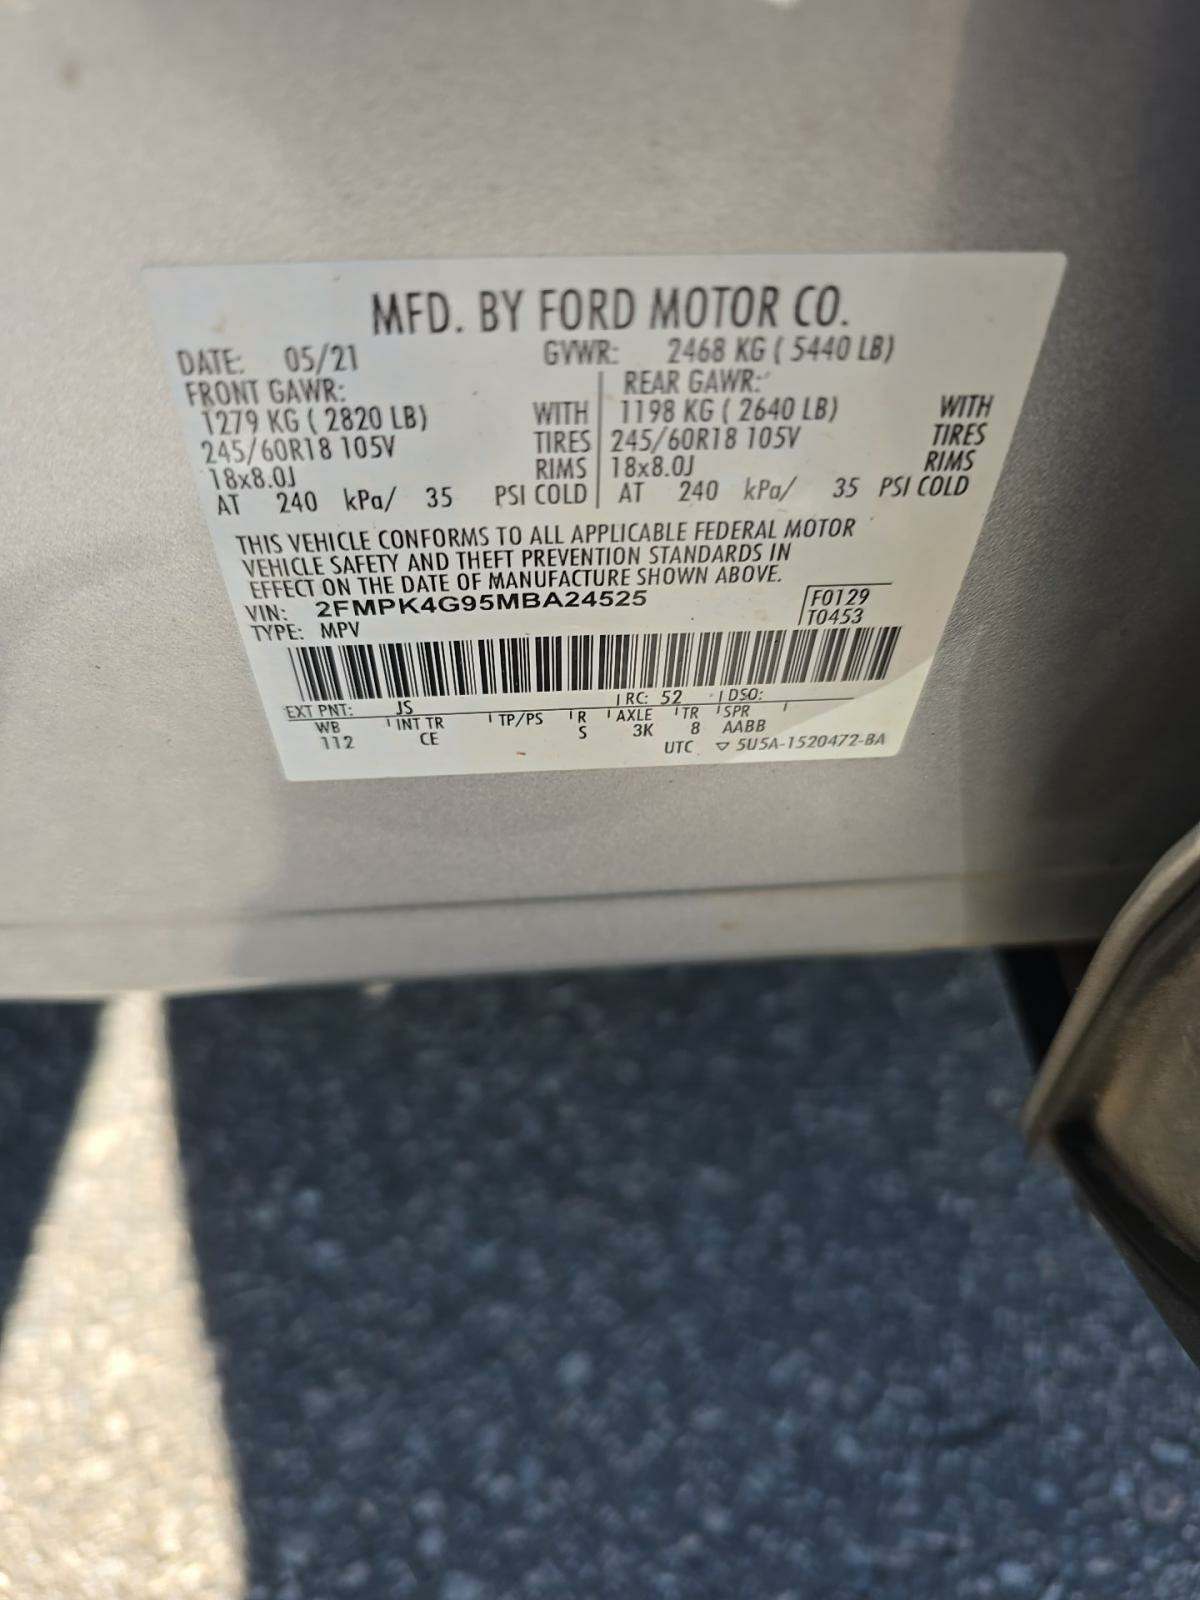 MFD. BY FORD MOTOR CO.
DATE: 05/21 GVWR: 2468 KG ( 5440 LB)
FRONT GAWR: REAR GAWR:
1279 KG ( 2820 LB) WITH 1198 KG ( 2640 LB) WITH
245/60R18 105V TIRES 245/60R18 105V TIRES
18x8.0J RIMS 18x8.0J RIMS
AT 240 kPa/ 35 PSI COLD AT 240 kPa/ 35 PSI COLD
THIS VEHICLE CONFORMS TO ALL APPLICABLE FEDERAL MOTOR
VEHICLE SAFETY AND THEFT PREVENTION STANDARDS IN
EFFECT ON THE DATE OF MANUFACTURE SHOWN ABOVE.
VIN: 2FMPK4G95MBA24525 F0129
TYPE: MPV T0453
EXT PNT: JS RC: 52 DSO:
WB INT TR TP/PS R AXLE TR SPR
112 CE S 3K 8 AABB
UTC ▽ 5U5A-1520472-BA